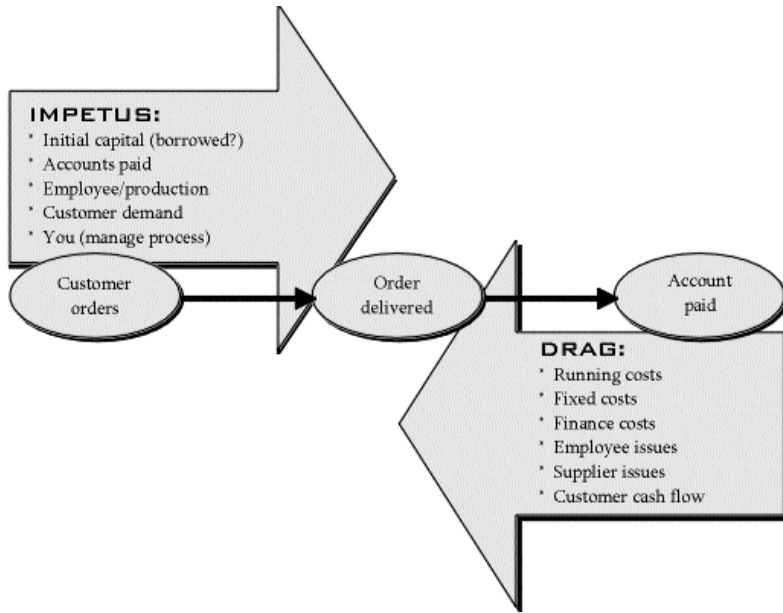 IMPETUS:
* Initial capital (borrowed?)
* Accounts paid
* Employee/production
* Customer demand
* You (manage process)
Customer
orders
Order
delivered
Account
paid
DRAG:
* Running costs
* Fixed costs
* Finance costs
* Employee issues
* Supplier issues
* Customer cash flow